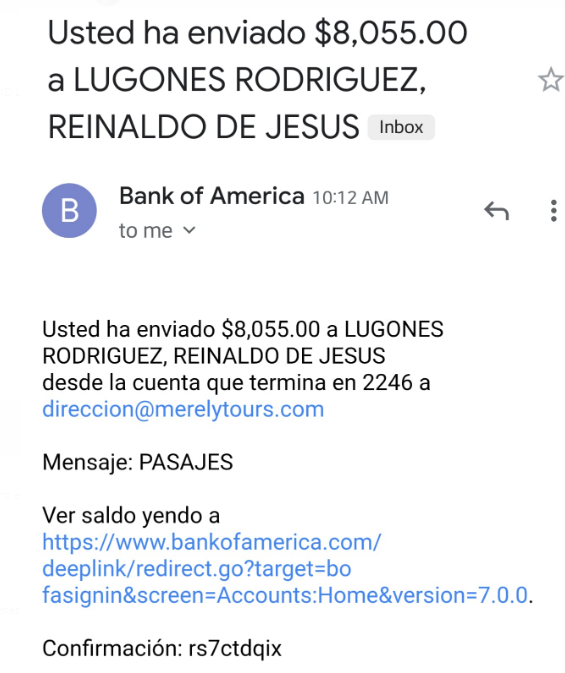 Usted ha enviado $8,055.00
a LUGONES RODRIGUEZ,
REINALDO DE JESUS Inbox
B
Bank of America 10:12 AM
to me
Usted ha enviado $8,055.00 a LUGONES
RODRIGUEZ, REINALDO DE JESUS
desde la cuenta que termina en 2246 a
direccion@merelytours.com
Mensaje: PASAJES
Ver saldo yendo a
https://www.bankofamerica.com/
deeplink/redirect.go?target=bo
fasignin&screen=Accounts:Home&version=7.0.0.
Confirmación: rs7ctdqix